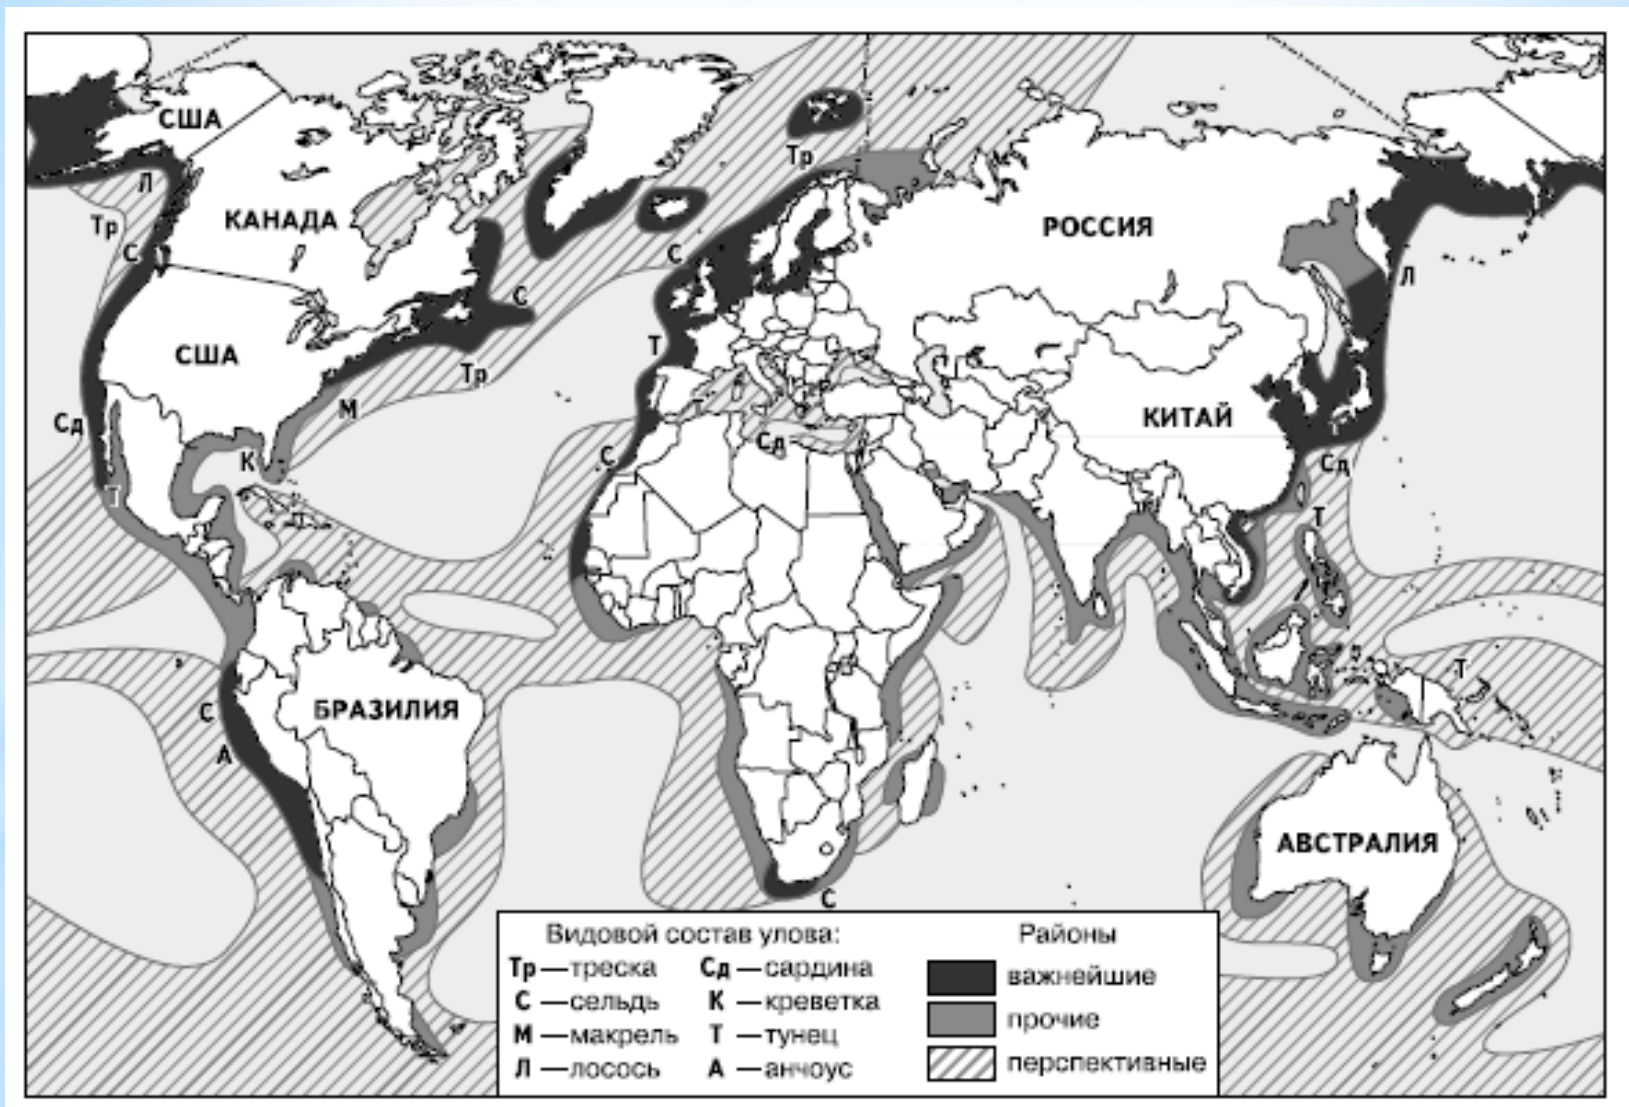 США
Л
Тр
КАНАДА
С
США
Сд
Т
К
М
Тр
С
Тр
С
Т
С
Сд
РОССИЯ
Л
КИТАЙ
Сд
Т
Т
БРАЗИЛИЯ
С
А
АВСТРАЛИЯ
С
Видовой состав улова:
Тр — треска
С — сельдь
М — макрель
Л — лосось
Сд — сардина
К — креветка
Т — тунец
А — анчоус
Районы
важнейшие
прочие
перспективные